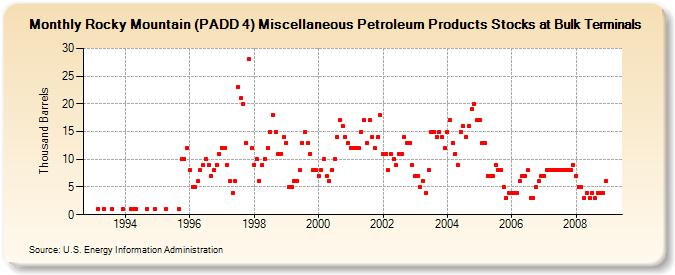 Monthly Rocky Mountain (PADD 4) Miscellaneous Petroleum Products Stocks at Bulk Terminals
Thousand Barrels
30
25
20
15
10
5
0
1994 1996 1998 2000 2002 2004 2006 2008
Source: U.S. Energy Information Administration